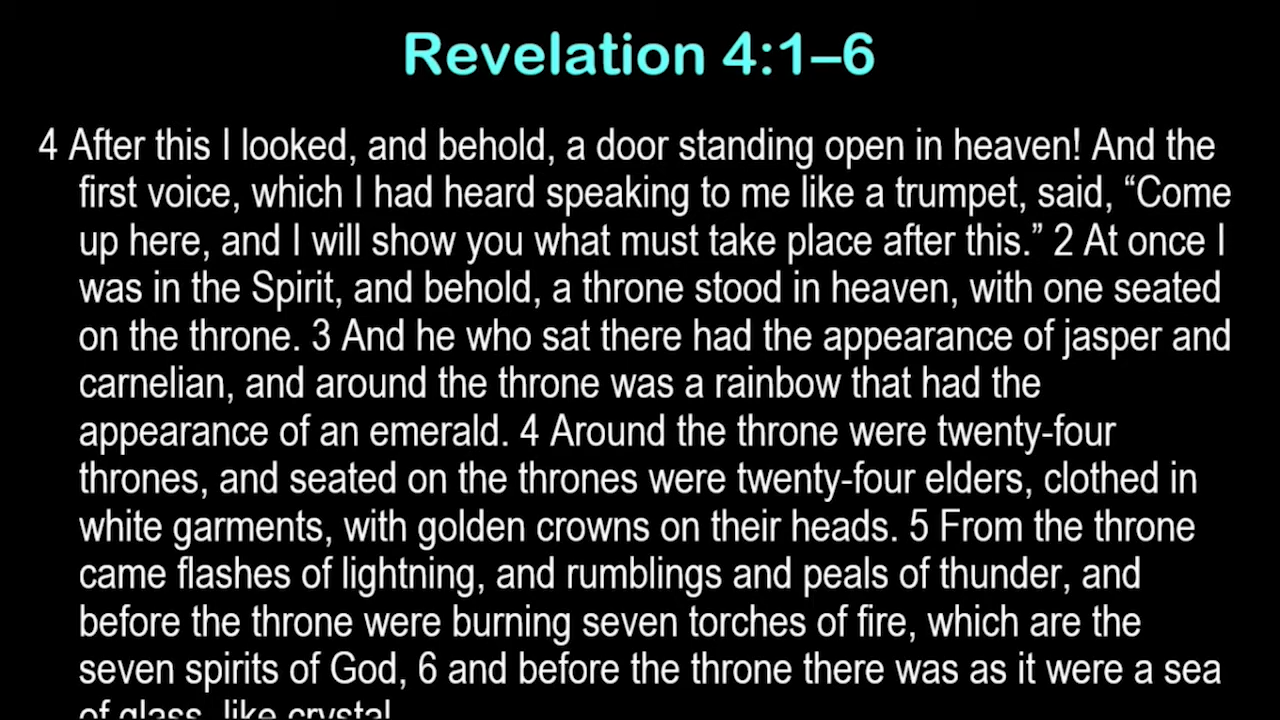 Revelation 4:1–6
4 After this I looked, and behold, a door standing open in heaven! And the
first voice, which I had heard speaking to me like a trumpet, said, “Come
up here, and I will show you what must take place after this.” 2 At once I
was in the Spirit, and behold, a throne stood in heaven, with one seated
on the throne. 3 And he who sat there had the appearance of jasper and
carnelian, and around the throne was a rainbow that had the
appearance of an emerald. 4 Around the throne were twenty-four
thrones, and seated on the thrones were twenty-four elders, clothed in
white garments, with golden crowns on their heads. 5 From the throne
came flashes of lightning, and rumblings and peals of thunder, and
before the throne were burning seven torches of fire, which are the
seven spirits of God, 6 and before the throne there was as it were a sea
of glass, like crystal